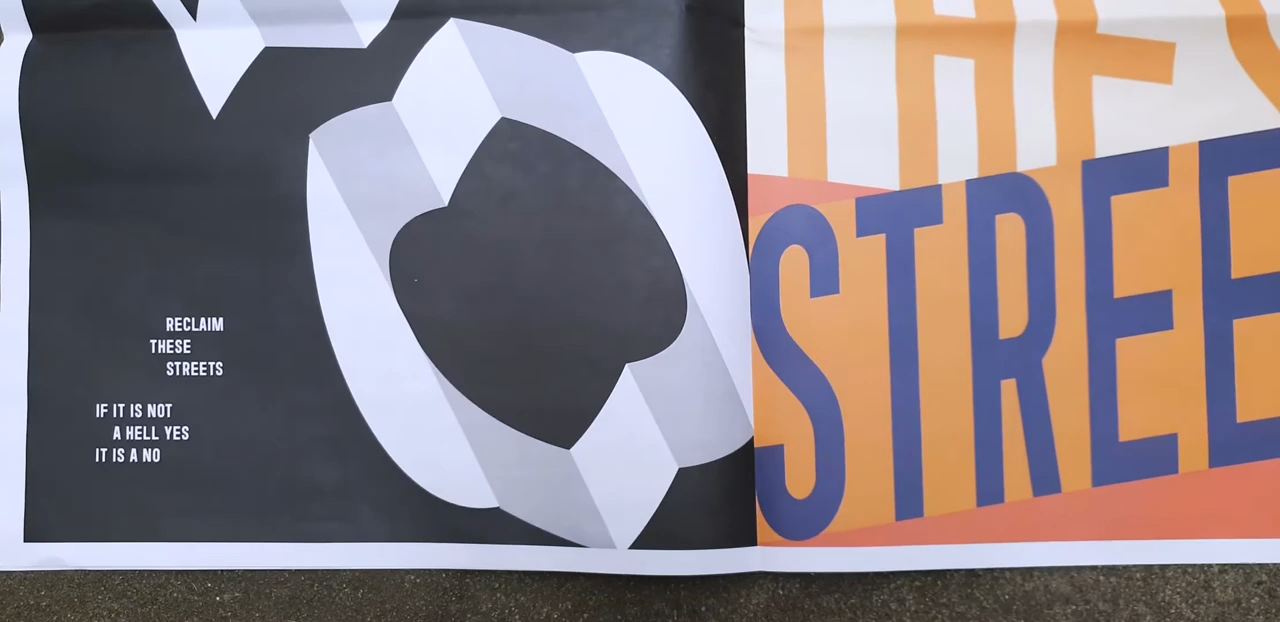 RECLAIM
THESE
STREETS
IF IT IS NOT
A HELL YES
IT IS A NO
STREE